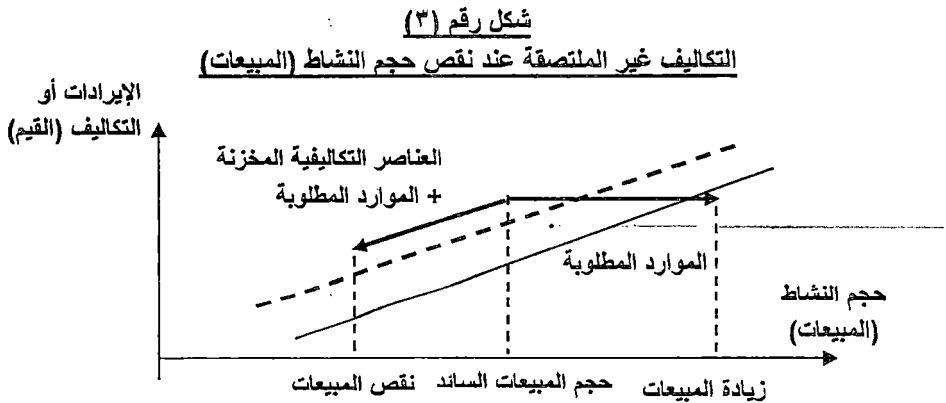 شكل رقم (٣)
التكاليف غير الملتصقة عند نقص حجم النشاط (المبيعات)
الإيرادات أو
التكاليف (القيم)
العناصر التكاليفية المخزنة
+ الموارد المطلوبة
الموارد المطلوبة
حجم النشاط
(المبيعات)
زيادة المبيعات
حجم المبيعات السائد
نقص المبيعات